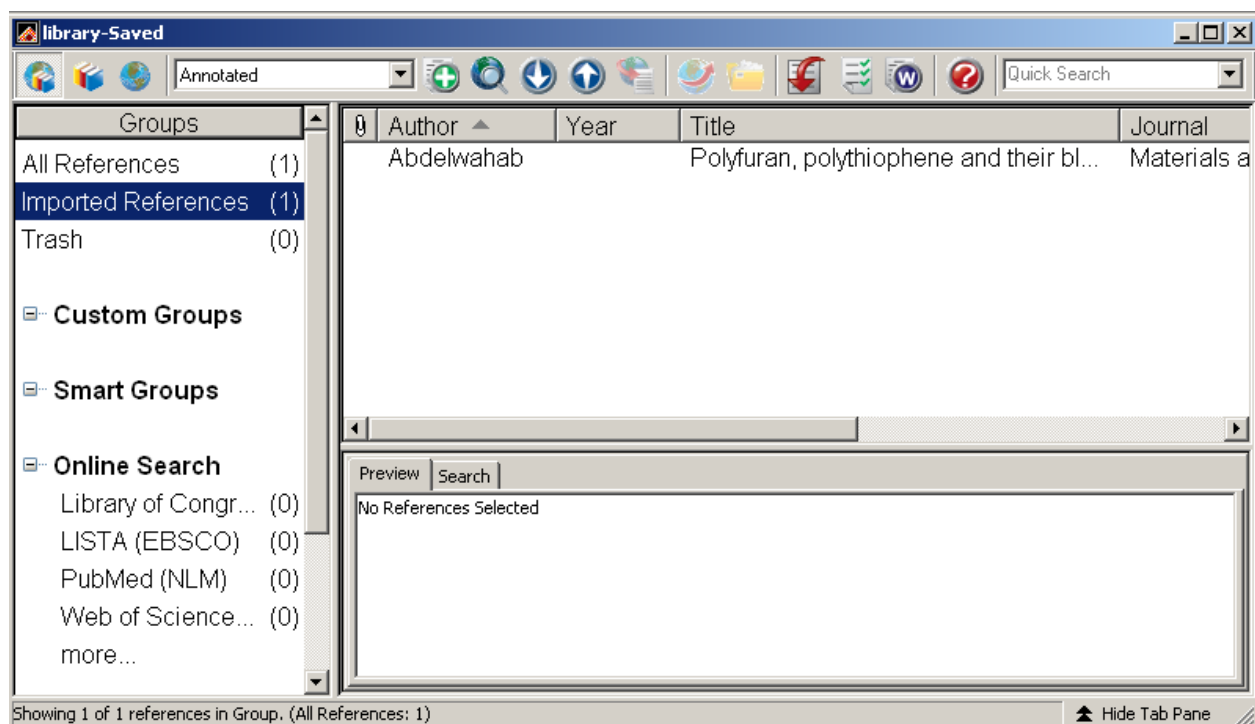 library-Saved
Annotated
Quick Search
Groups
All References (1)
Imported References (1)
Trash (0)
Custom Groups
Smart Groups
Online Search
Library of Congr... (0)
LISTA (EBSCO) (0)
PubMed (NLM) (0)
Web of Science... (0)
more...
Author Year Title Journal
Abdelwahab Polyfuran, polythiophene and their bl... Materials a
Preview Search
No References Selected
Showing 1 of 1 references in Group. (All References: 1)
Hide Tab Pane